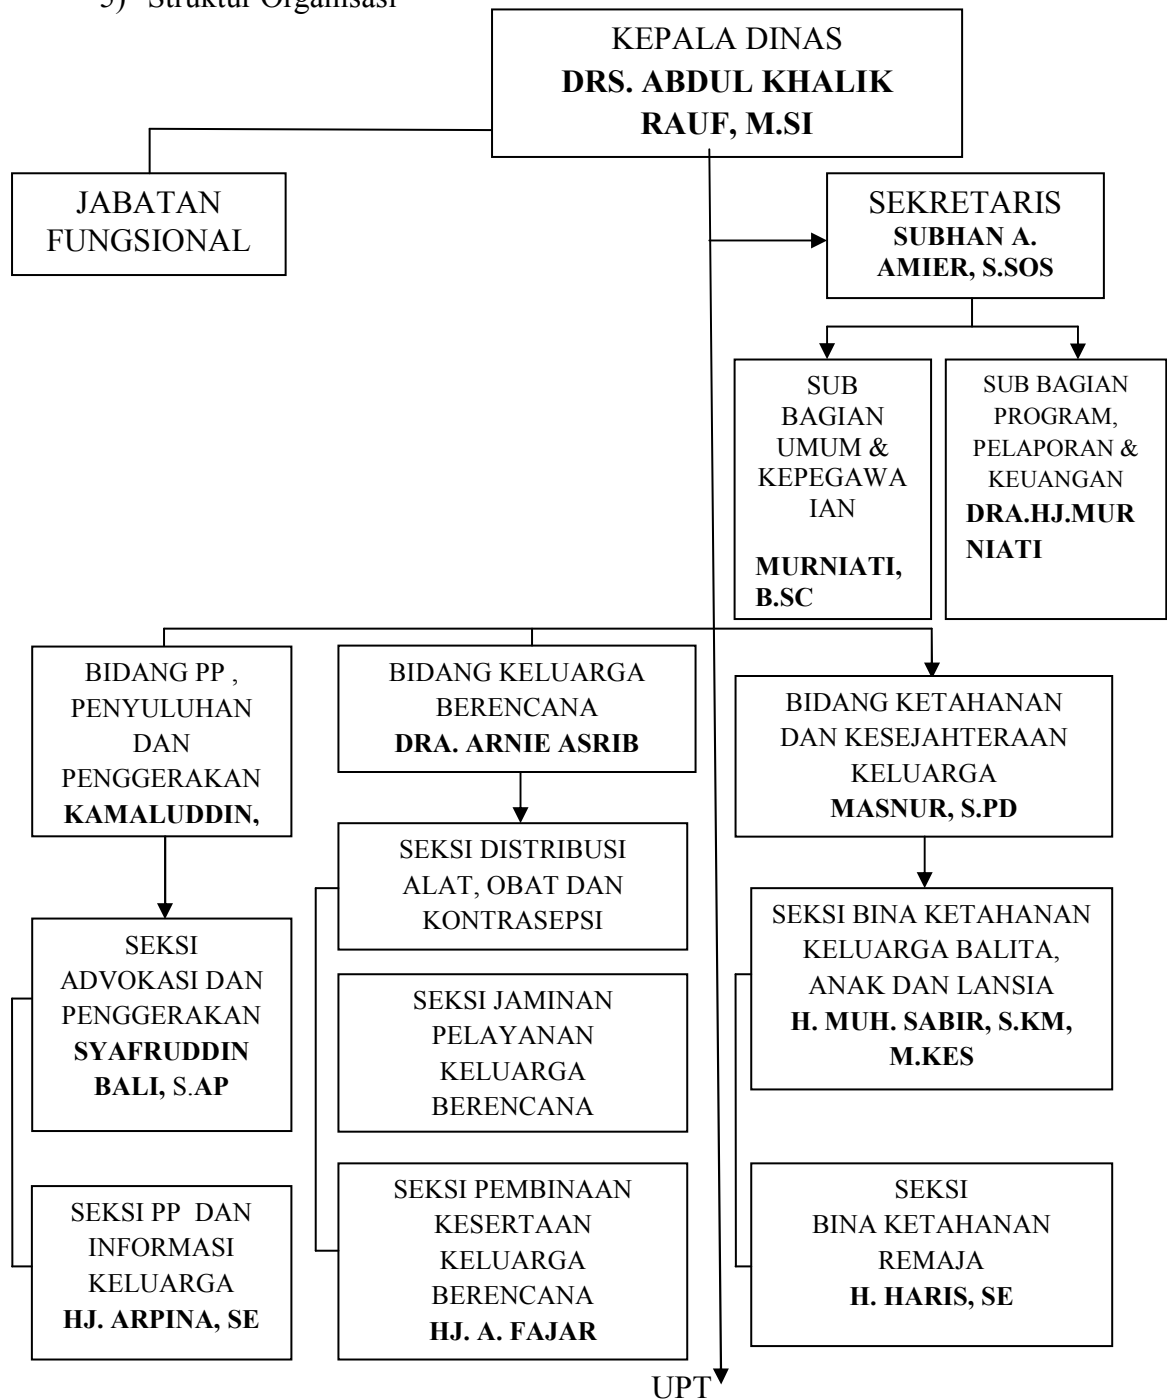 5) Struktur Organisasi
KEPALA DINAS
DRS. ABDUL KHALIK
RAUF, M.SI
JABATAN
FUNGSIONAL
SEKRETARIS
SUBHAN A.
AMIER, S.SOS
SUB
BAGIAN
UMUM &
KEPEGAWA
IAN
MURNIATI,
B.SC
SUB BAGIAN
PROGRAM,
PELAPORAN &
KEUANGAN
DRA.HJ.MUR
NIATI
BIDANG PP ,
PENYULUHAN
DAN
PENGGERAKAN
KAMALUDDIN,
BIDANG KELUARGA
BERENCANA
DRA. ARNIE ASRIB
BIDANG KETAHANAN
DAN KESEJAHTERAAN
KELUARGA
MASNUR, S.PD
SEKSI
ADVOKASI DAN
PENGGERAKAN
SYAFRUDDIN
BALI, S.AP
SEKSI DISTRIBUSI
ALAT, OBAT DAN
KONTRASEPSI
SEKSI BINA KETAHANAN
KELUARGA BALITA,
ANAK DAN LANSIA
H. MUH. SABIR, S.KM,
M.KES
SEKSI JAMINAN
PELAYANAN
KELUARGA
BERENCANA
SEKSI PP  DAN
INFORMASI
KELUARGA
HJ. ARPINA, SE
SEKSI PEMBINAAN
KESERTAAN
KELUARGA
BERENCANA
HJ. A. FAJAR
SEKSI
BINA KETAHANAN
REMAJA
H. HARIS, SE
UPT